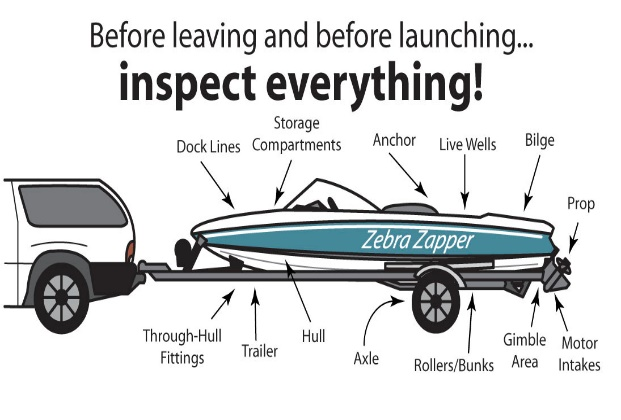 Before leaving and before launching...
inspect everything!
Storage
Compartments
Dock Lines
Anchor
Live Wells
Bilge
Prop
Zebra Zapper
Through-Hull
Fittings
Trailer
Hull
Axle
Rollers/Bunks
Gimble
Area
Motor
Intakes